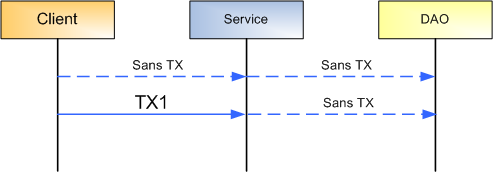 Client
Service
DAO
Sans TX
Sans TX
TX1
Sans TX